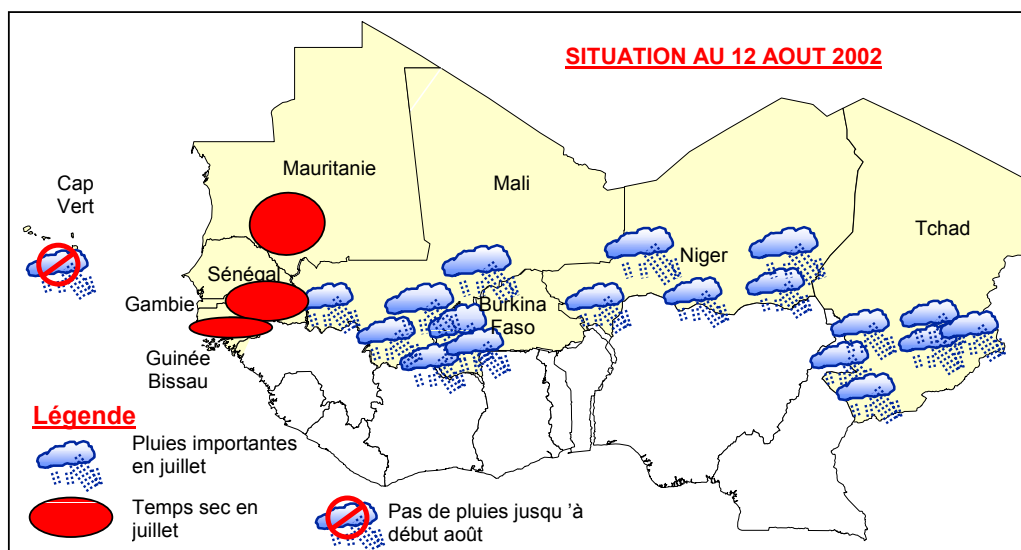 SITUATION AU 12 AOUT 2002
Mauritanie
Mali
Cap
Vert
Tchad
Niger
Sénégal
Gambie
Burkina
Faso
Guinée
Bissau
Légende
Pluies importantes
en juillet
Temps sec en
juillet
Pas de pluies jusqu 'à
début août